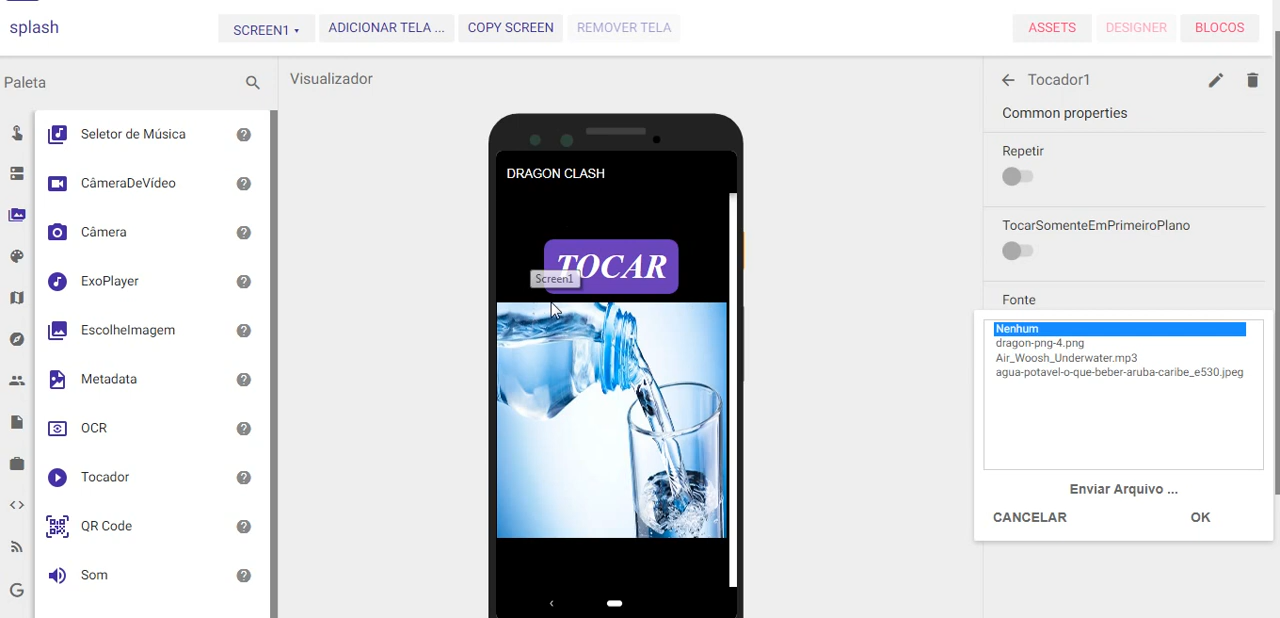 splash
SCREEN1 ▾
ADICIONAR TELA ...
COPY SCREEN
REMOVER TELA
ASSETS
DESIGNER
BLOCOS
Paleta
Seletor de Música
CâmeraDeVídeo
Câmera
ExoPlayer
EscolheImagem
Metadata
OCR
Tocador
QR Code
Som
Visualizador
DRAGON CLASH
TOCAR
Screen1
Tocador1
Common properties
Repetir
TocarSomenteEmPrimeiroPlano
Fonte
Nenhum
dragon-png-4.png
Air_Woosh_Underwater.mp3
agua-potavel-o-que-beber-aruba-caribe_e530.jpeg
Enviar Arquivo ...
CANCELAR
OK